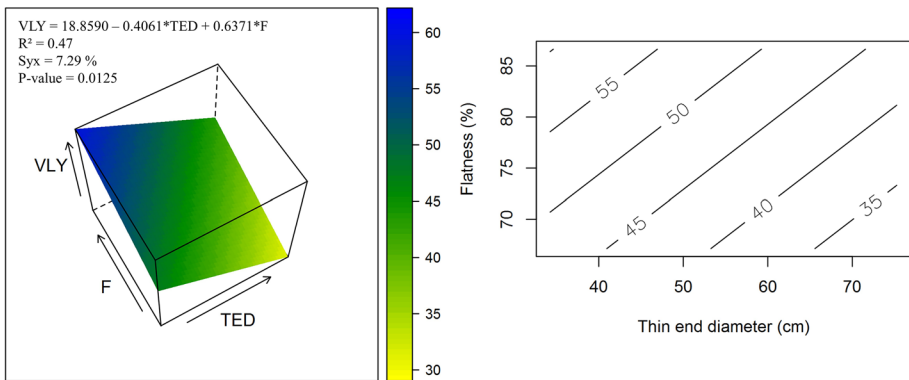 VLY = 18.8590 – 0.4061*TED + 0.6371*F
R² = 0.47
Syx = 7.29 %
P-value = 0.0125
VLY
F
TED
60
55
50
45
40
35
30
Flatness (%)
85
80
75
70
55
50
45
40
35
40
50
60
70
Thin end diameter (cm)